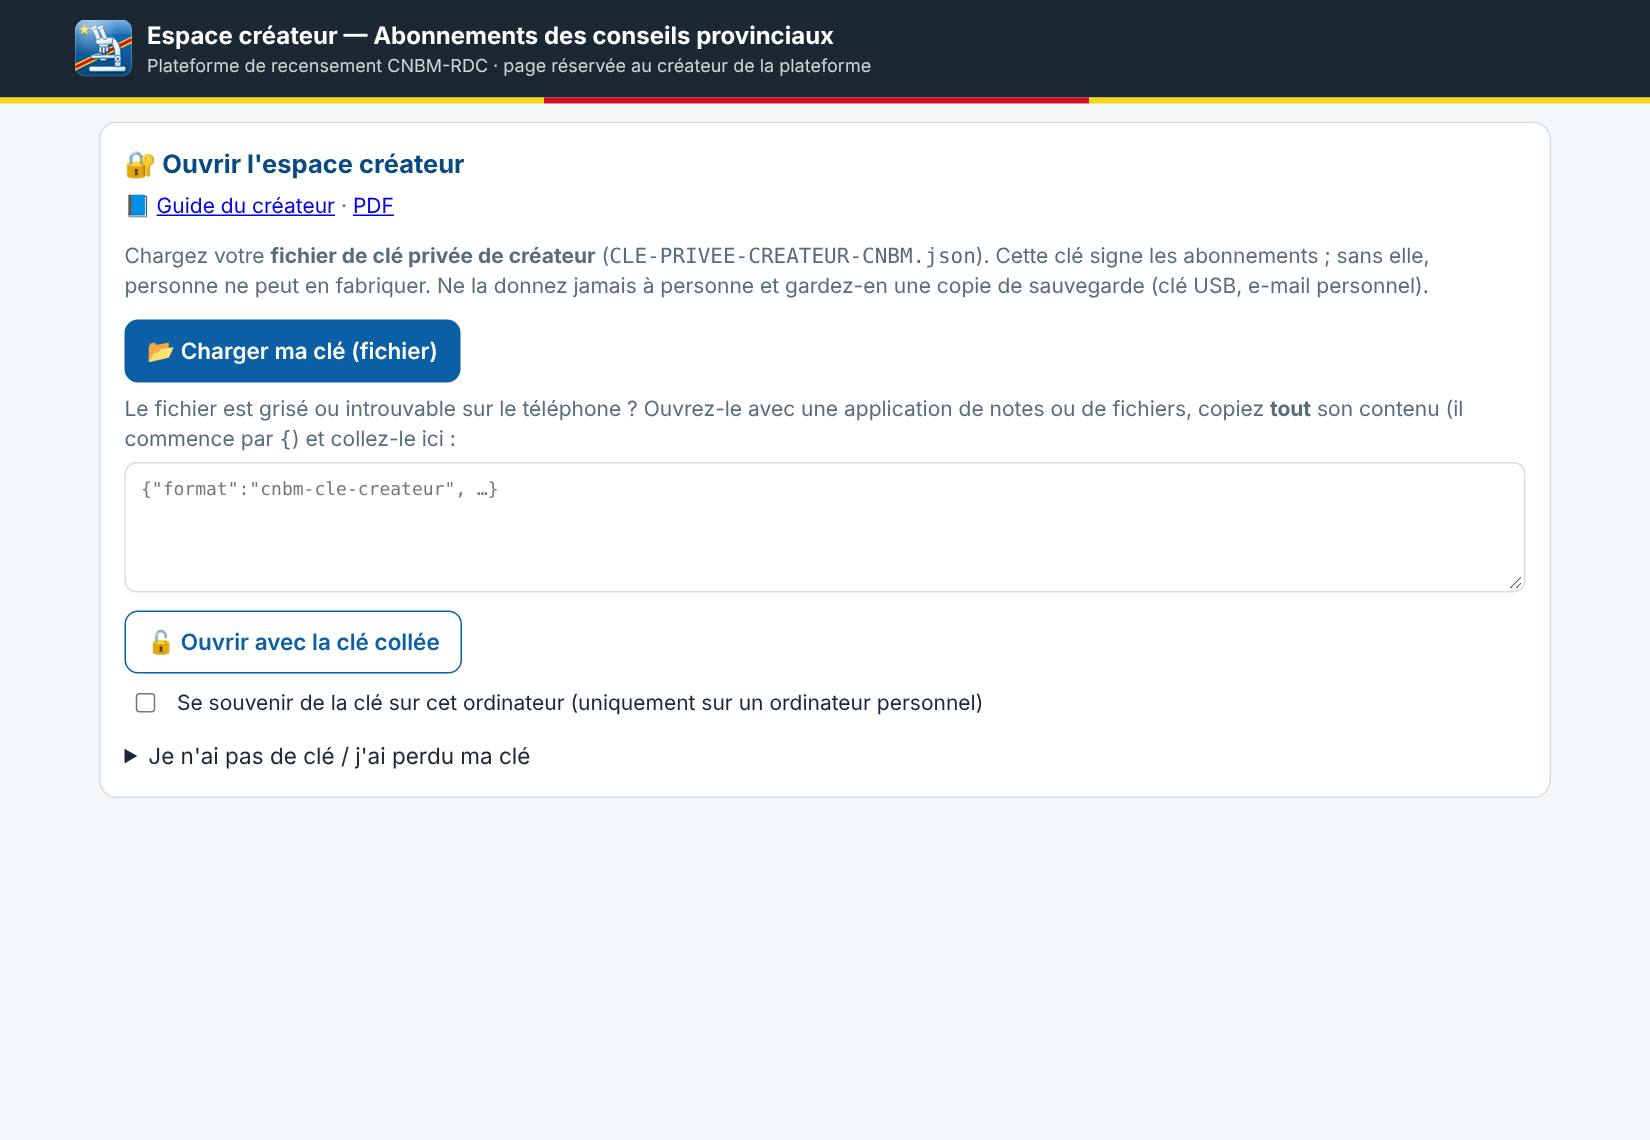 Espace créateur — Abonnements des conseils provinciaux
Plateforme de recensement CNBM-RDC · page réservée au créateur de la plateforme
🔐 Ouvrir l'espace créateur
📘 Guide du créateur · PDF
Chargez votre fichier de clé privée de créateur (CLE-PRIVEE-CREATEUR-CNBM.json). Cette clé signe les abonnements ; sans elle,
personne ne peut en fabriquer. Ne la donnez jamais à personne et gardez-en une copie de sauvegarde (clé USB, e-mail personnel).
📂 Charger ma clé (fichier)
Le fichier est grisé ou introuvable sur le téléphone ? Ouvrez-le avec une application de notes ou de fichiers, copiez tout son contenu (il
commence par {) et collez-le ici :
{"format":"cnbm-cle-createur", …}
🔓 Ouvrir avec la clé collée
Se souvenir de la clé sur cet ordinateur (uniquement sur un ordinateur personnel)
▶ Je n'ai pas de clé / j'ai perdu ma clé